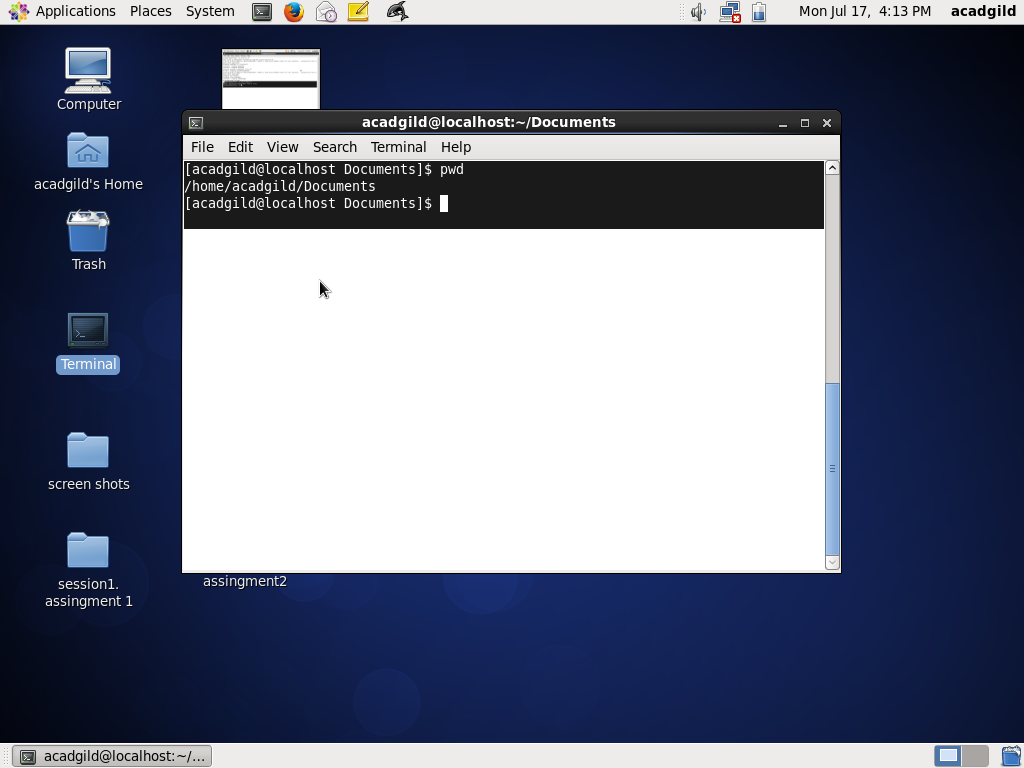 Applications Places System Mon Jul 17, 4:13 PM acadgild
Computer
acadgild's Home
Trash
Terminal
screen shots
session1.
assingment 1
assingment2
acadgild@localhost:~/Documents
File Edit View Search Terminal Help
[acadgild@localhost Documents]$ pwd
/home/acadgild/Documents
[acadgild@localhost Documents]$
acadgild@localhost:~/...